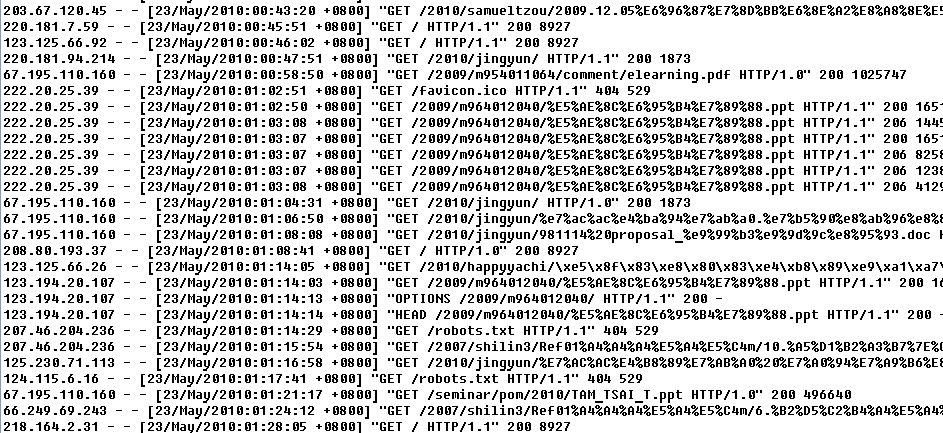 203.67.120.45 - - [23/May/2010:00:43:20 +0800] "GET /2010/samueltzou/2009.12.05%E6%96%87%E7%8D%BB%E6%8E%A2%E8%A8%8E%E5
220.181.7.59 - - [23/May/2010:00:45:51 +0800] "GET / HTTP/1.1" 200 8927
123.125.66.92 - - [23/May/2010:00:46:02 +0800] "GET / HTTP/1.1" 200 8927
220.181.94.214 - - [23/May/2010:00:47:51 +0800] "GET /2010/jingyun/ HTTP/1.1" 200 1873
67.195.110.160 - - [23/May/2010:00:58:50 +0800] "GET /2009/m954011064/comment/elearning.pdf HTTP/1.0" 200 1025747
222.20.25.39 - - [23/May/2010:01:02:51 +0800] "GET /favicon.ico HTTP/1.1" 404 529
222.20.25.39 - - [23/May/2010:01:02:50 +0800] "GET /2009/m964012040/%E5%AE%8C%E6%95%B4%E7%89%88.ppt HTTP/1.1" 200 1651
222.20.25.39 - - [23/May/2010:01:03:08 +0800] "GET /2009/m964012040/%E5%AE%8C%E6%95%B4%E7%89%88.ppt HTTP/1.1" 206 1445
222.20.25.39 - - [23/May/2010:01:03:07 +0800] "GET /2009/m964012040/%E5%AE%8C%E6%95%B4%E7%89%88.ppt HTTP/1.1" 200 1651
222.20.25.39 - - [23/May/2010:01:03:07 +0800] "GET /2009/m964012040/%E5%AE%8C%E6%95%B4%E7%89%88.ppt HTTP/1.1" 206 8258
222.20.25.39 - - [23/May/2010:01:03:07 +0800] "GET /2009/m964012040/%E5%AE%8C%E6%95%B4%E7%89%88.ppt HTTP/1.1" 206 1238
222.20.25.39 - - [23/May/2010:01:03:08 +0800] "GET /2009/m964012040/%E5%AE%8C%E6%95%B4%E7%89%88.ppt HTTP/1.1" 206 4129
67.195.110.160 - - [23/May/2010:01:04:31 +0800] "GET /2010/jingyun/ HTTP/1.0" 200 1873
67.195.110.160 - - [23/May/2010:01:06:50 +0800] "GET /2010/jingyun/%e7%ac%ac%e4%ba%94%e7%ab%a0.%e7%b5%90%e8%ab%96%e8%8
67.195.110.160 - - [23/May/2010:01:08:08 +0800] "GET /2010/jingyun/981114%20proposal_%e9%99%b3%e9%9d%9c%e8%95%93.doc H
208.80.193.37 - - [23/May/2010:01:08:41 +0800] "GET / HTTP/1.0" 200 8927
123.125.66.26 - - [23/May/2010:01:14:05 +0800] "GET /2010/happyyachi/\xe5\x8f\x83\xe8\x80\x83\xe4\xb8\x89\xe9\xa1\xa7\
123.194.20.107 - - [23/May/2010:01:14:03 +0800] "GET /2009/m964012040/%E5%AE%8C%E6%95%B4%E7%89%88.ppt HTTP/1.1" 200 16
123.194.20.107 - - [23/May/2010:01:14:13 +0800] "OPTIONS /2009/m964012040/ HTTP/1.1" 200 -
123.194.20.107 - - [23/May/2010:01:14:14 +0800] "HEAD /2009/m964012040/%E5%AE%8C%E6%95%B4%E7%89%88.ppt HTTP/1.1" 200 -
207.46.204.236 - - [23/May/2010:01:14:29 +0800] "GET /robots.txt HTTP/1.1" 404 529
207.46.204.236 - - [23/May/2010:01:15:54 +0800] "GET /2007/shilin3/Ref01%A4%A4%A4%E5%A4%E5%C4m/10.%A5%D1%B2%A3%B7%7E%C
125.230.71.113 - - [23/May/2010:01:16:58 +0800] "GET /2010/jingyun/%E7%AC%AC%E4%B8%89%E7%AB%A0%20%E7%A0%94%E7%A9%B6%E6
124.115.6.16 - - [23/May/2010:01:17:41 +0800] "GET /robots.txt HTTP/1.1" 404 529
67.195.110.160 - - [23/May/2010:01:21:17 +0800] "GET /seminar/pom/2010/TAM_TSAI_T.ppt HTTP/1.0" 200 496640
66.249.69.243 - - [23/May/2010:01:24:12 +0800] "GET /2007/shilin3/Ref01%A4%A4%A4%E5%A4%E5%C4m/6.%B2%D5%C2%B4%A4%E5%A4%
218.164.2.31 - - [23/May/2010:01:28:05 +0800] "GET / HTTP/1.1" 200 8927